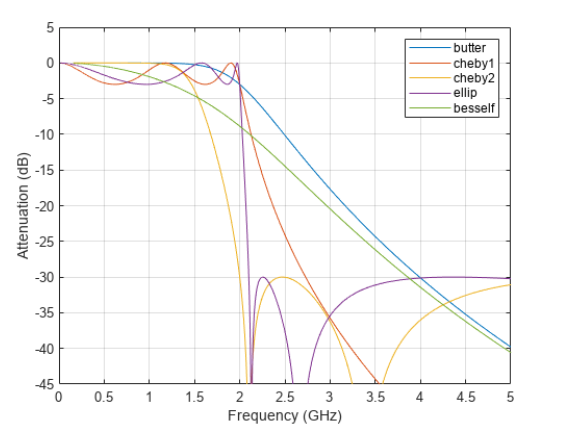 5
0
-5
-10
-15
-20
-25
-30
-35
-40
-45
Attenuation (dB)
butter
cheby1
cheby2
ellip
besself
0 0.5 1 1.5 2 2.5 3 3.5 4 4.5 5
Frequency (GHz)